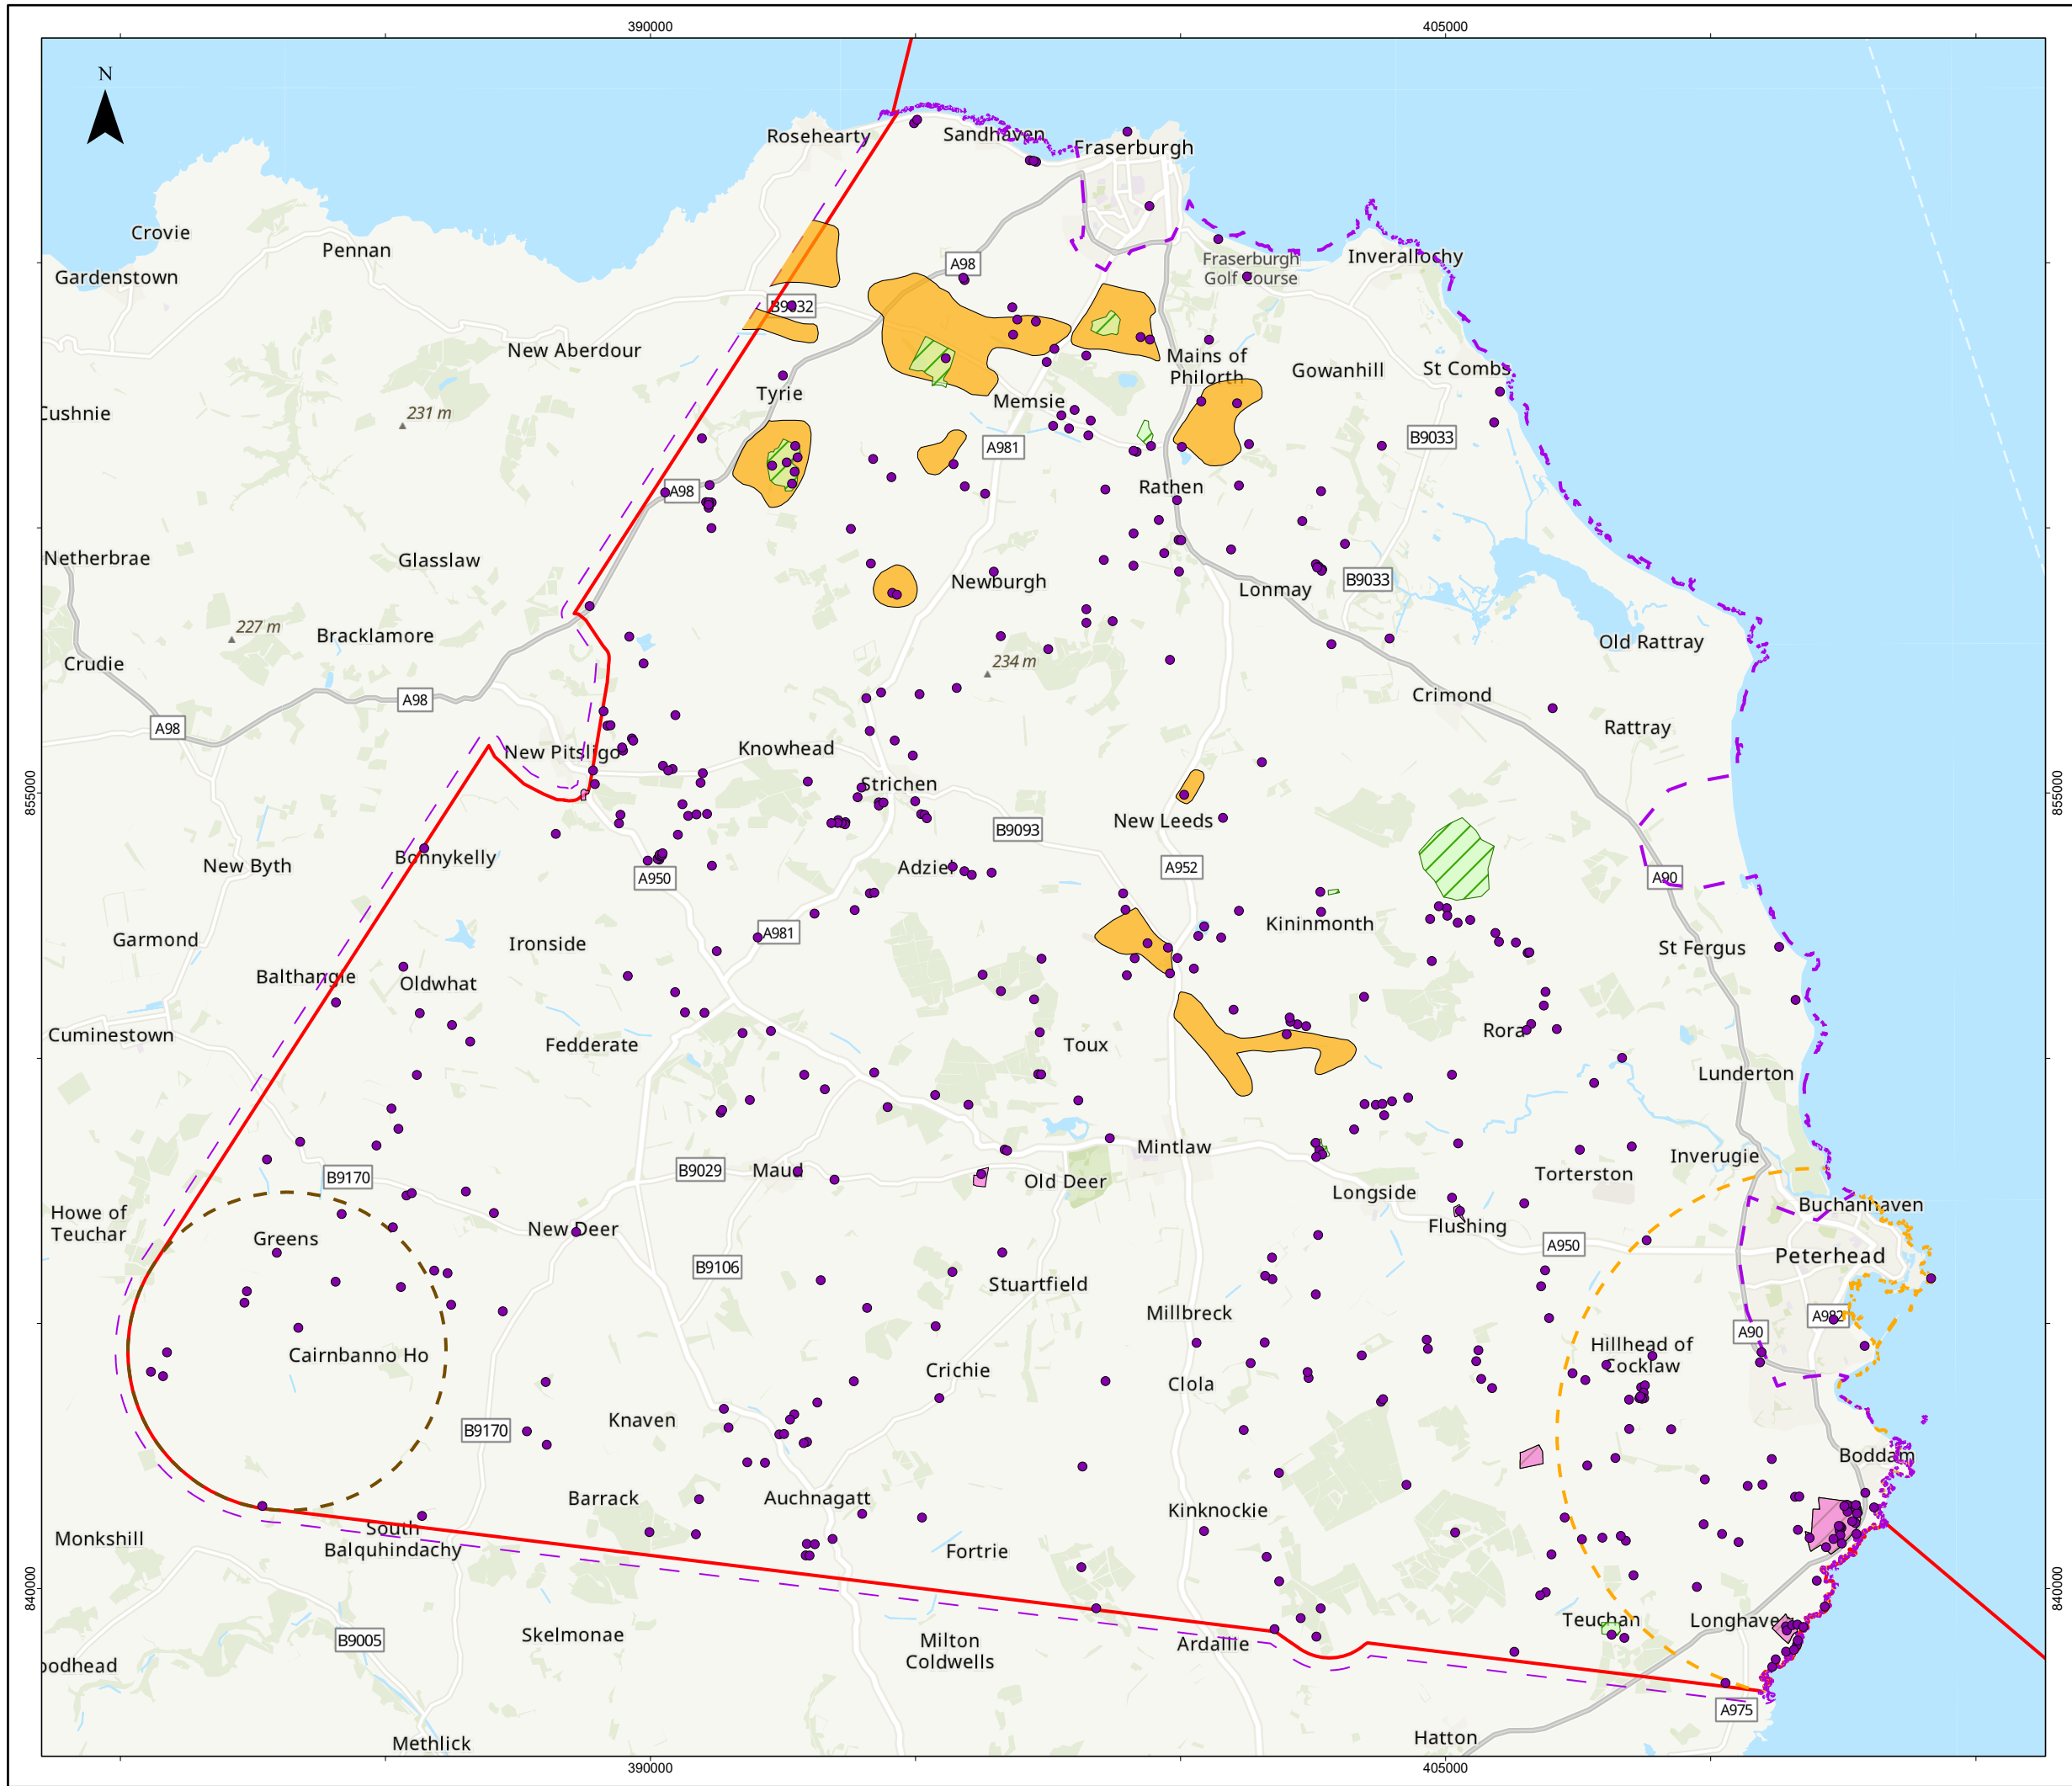 390000
405000
N
Rosehearty
Sandhaven
Fraserburgh
Crovie
Pennan
Gardenstown
A98
Fraserburgh
Golf Course
Inverallochy
B9032
New Aberdour
Mains of
Philorth
Gowanhill
St Combs
Tyrie
Memsie
Cushnie
231 m
A981
B9033
A98
Rathen
Netherbrae
Glasslaw
Newburgh
Lonmay
B9033
227 m
Bracklamore
Old Rattray
Crudie
234 m
Crimond
A98
A98
Rattray
New Pitsligo
Knowhead
Strichen
855000
855000
B9093
New Leeds
New Byth
Bonnykelly
A950
Adziel
A952
A90
Garmond
Ironside
A981
Kininmonth
St Fergus
Balthangie
Oldwhat
Cuminestown
Fedderate
Toux
Rora
Lunderton
Mintlaw
Inverugie
B9170
B9029
Maud
Old Deer
Torterston
Longside
Howe of
Teuchar
Flushing
Buchanhaven
Greens
New Deer
A950
Peterhead
B9106
Stuartfield
Millbreck
A982
A90
Cairnbanno Ho
Crichie
Clola
Hillhead of
Cocklaw
Knaven
B9170
Boddam
Barrack
Auchnagatt
Kinknockie
Monkshill
South
Balquhindachy
Fortrie
840000
840000
B9005
Skelmonae
Milton
Coldwells
Ardallie
Teuchan
Longhave
oodhead
A975
Methlick
Hatton
390000
405000